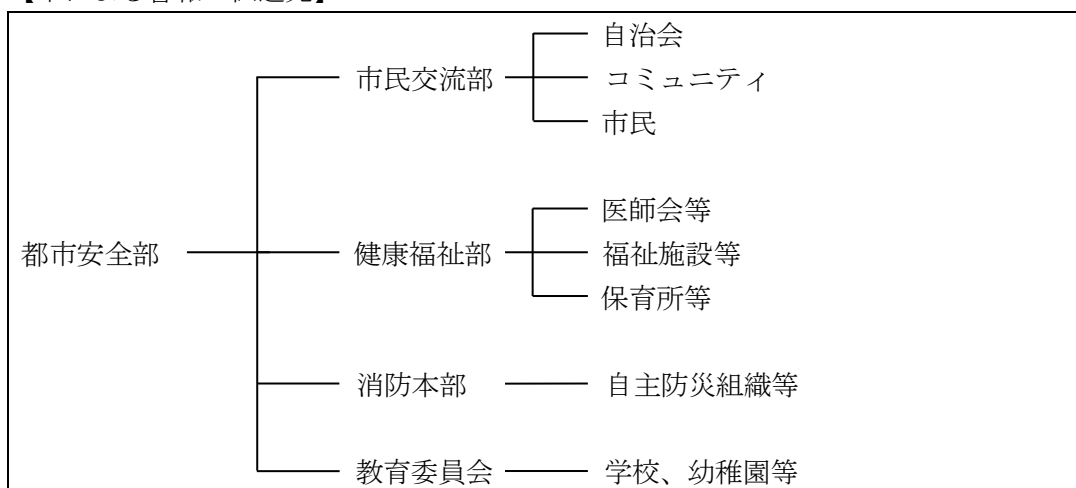 自治会
市民交流部
コミュニティ
市民
医師会等
都市安全部
健康福祉部
福祉施設等
保育所等
消防本部
自主防災組織等
教育委員会
学校、幼稚園等